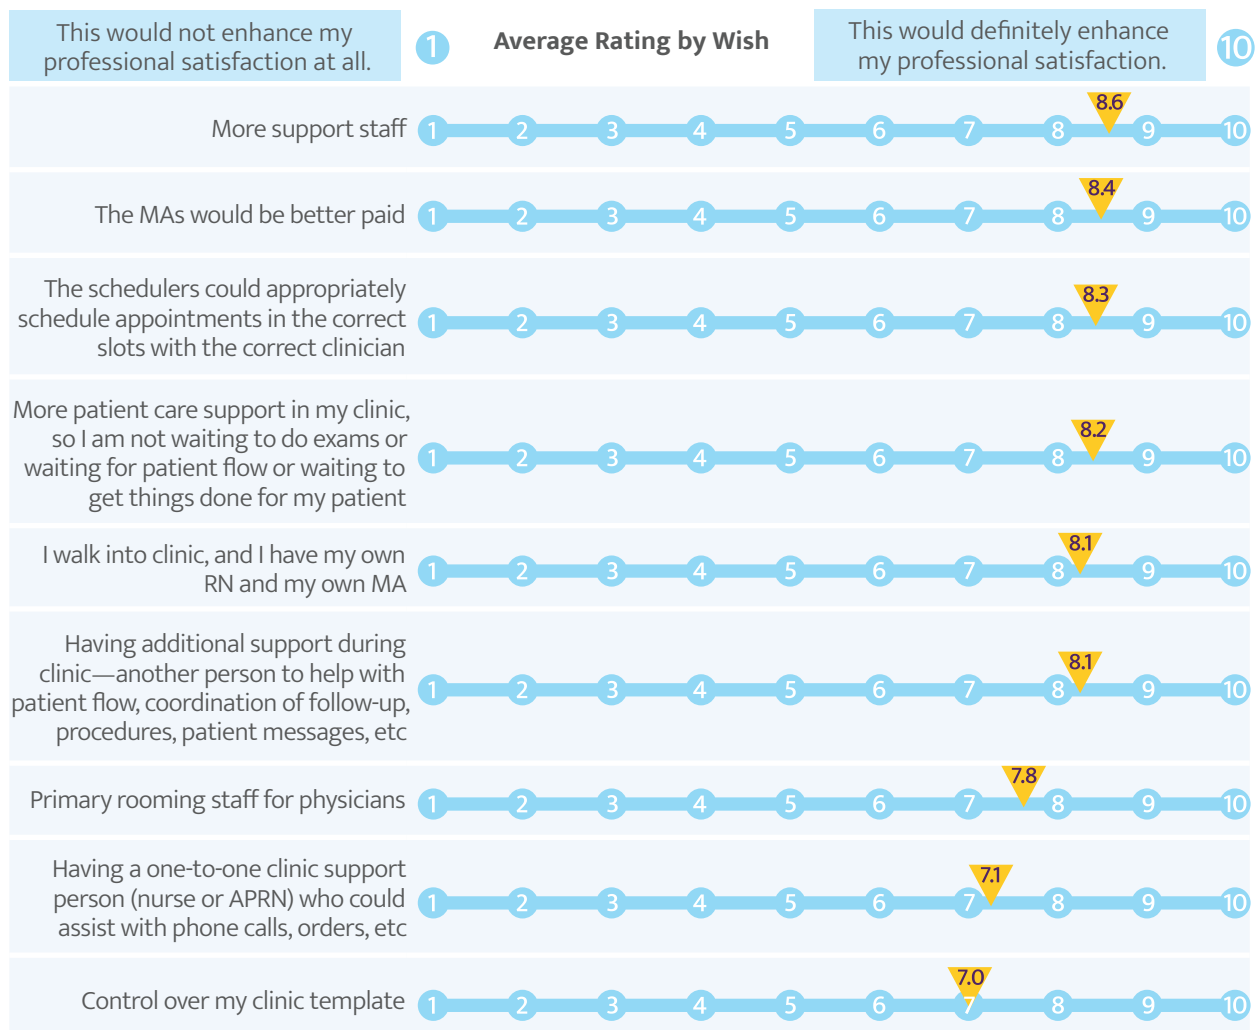 This would not enhance my
professional satisfaction at all.
1
Average Rating by Wish
This would definitely enhance
my professional satisfaction.
10
More support staff
8.6
1 2 3 4 5 6 7 8 9 10
The MAs would be better paid
8.4
1 2 3 4 5 6 7 8 9 10
The schedulers could appropriately
schedule appointments in the correct
slots with the correct clinician
8.3
1 2 3 4 5 6 7 8 9 10
More patient care support in my clinic,
so I am not waiting to do exams or
waiting for patient flow or waiting to
get things done for my patient
8.2
1 2 3 4 5 6 7 8 9 10
I walk into clinic, and I have my own
RN and my own MA
8.1
1 2 3 4 5 6 7 8 9 10
Having additional support during
clinic—another person to help with
patient flow, coordination of follow-up,
procedures, patient messages, etc
8.1
1 2 3 4 5 6 7 8 9 10
Primary rooming staff for physicians
7.8
1 2 3 4 5 6 7 8 9 10
Having a one-to-one clinic support
person (nurse or APRN) who could
assist with phone calls, orders, etc
7.1
1 2 3 4 5 6 7 8 9 10
Control over my clinic template
7.0
1 2 3 4 5 6 7 8 9 10